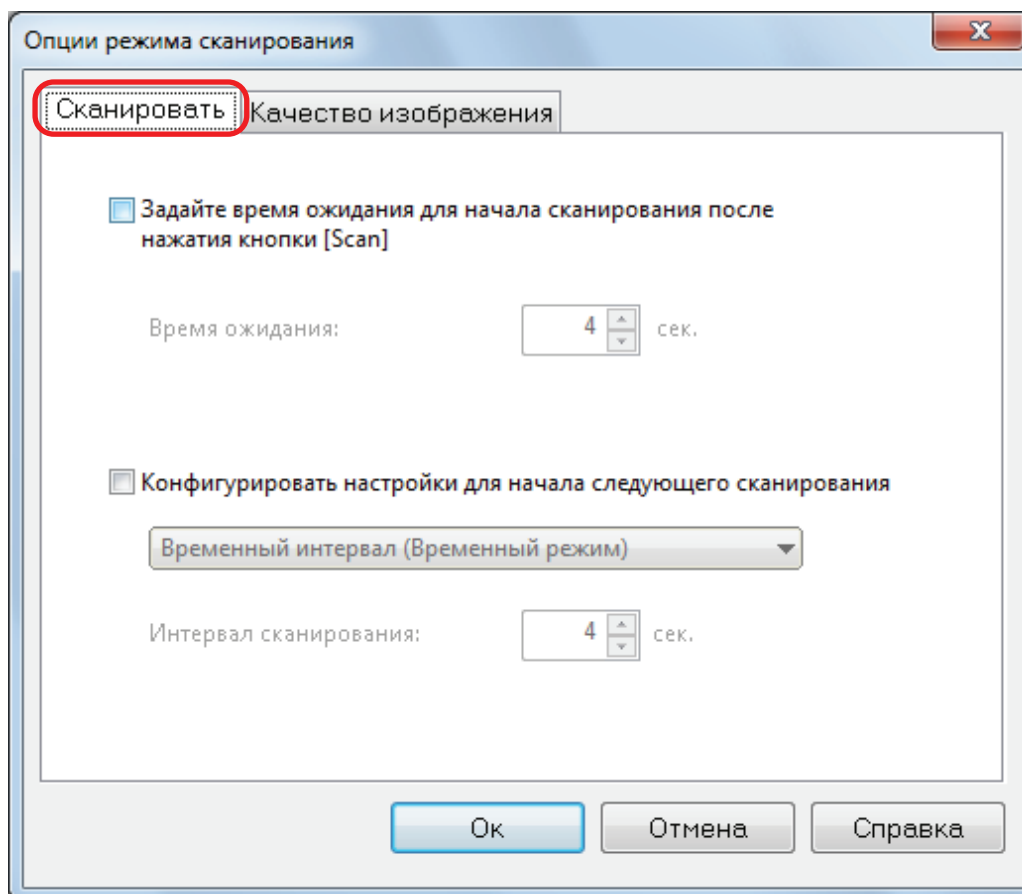 Опции режима сканирования
Сканировать Качество изображения
Задайте время ожидания для начала сканирования после
нажатия кнопки [Scan]
Время ожидания: 4 сек.
Конфигурировать настройки для начала следующего сканирования
Временный интервал (Временный режим)
Интервал сканирования: 4 сек.
Ок Отмена Справка